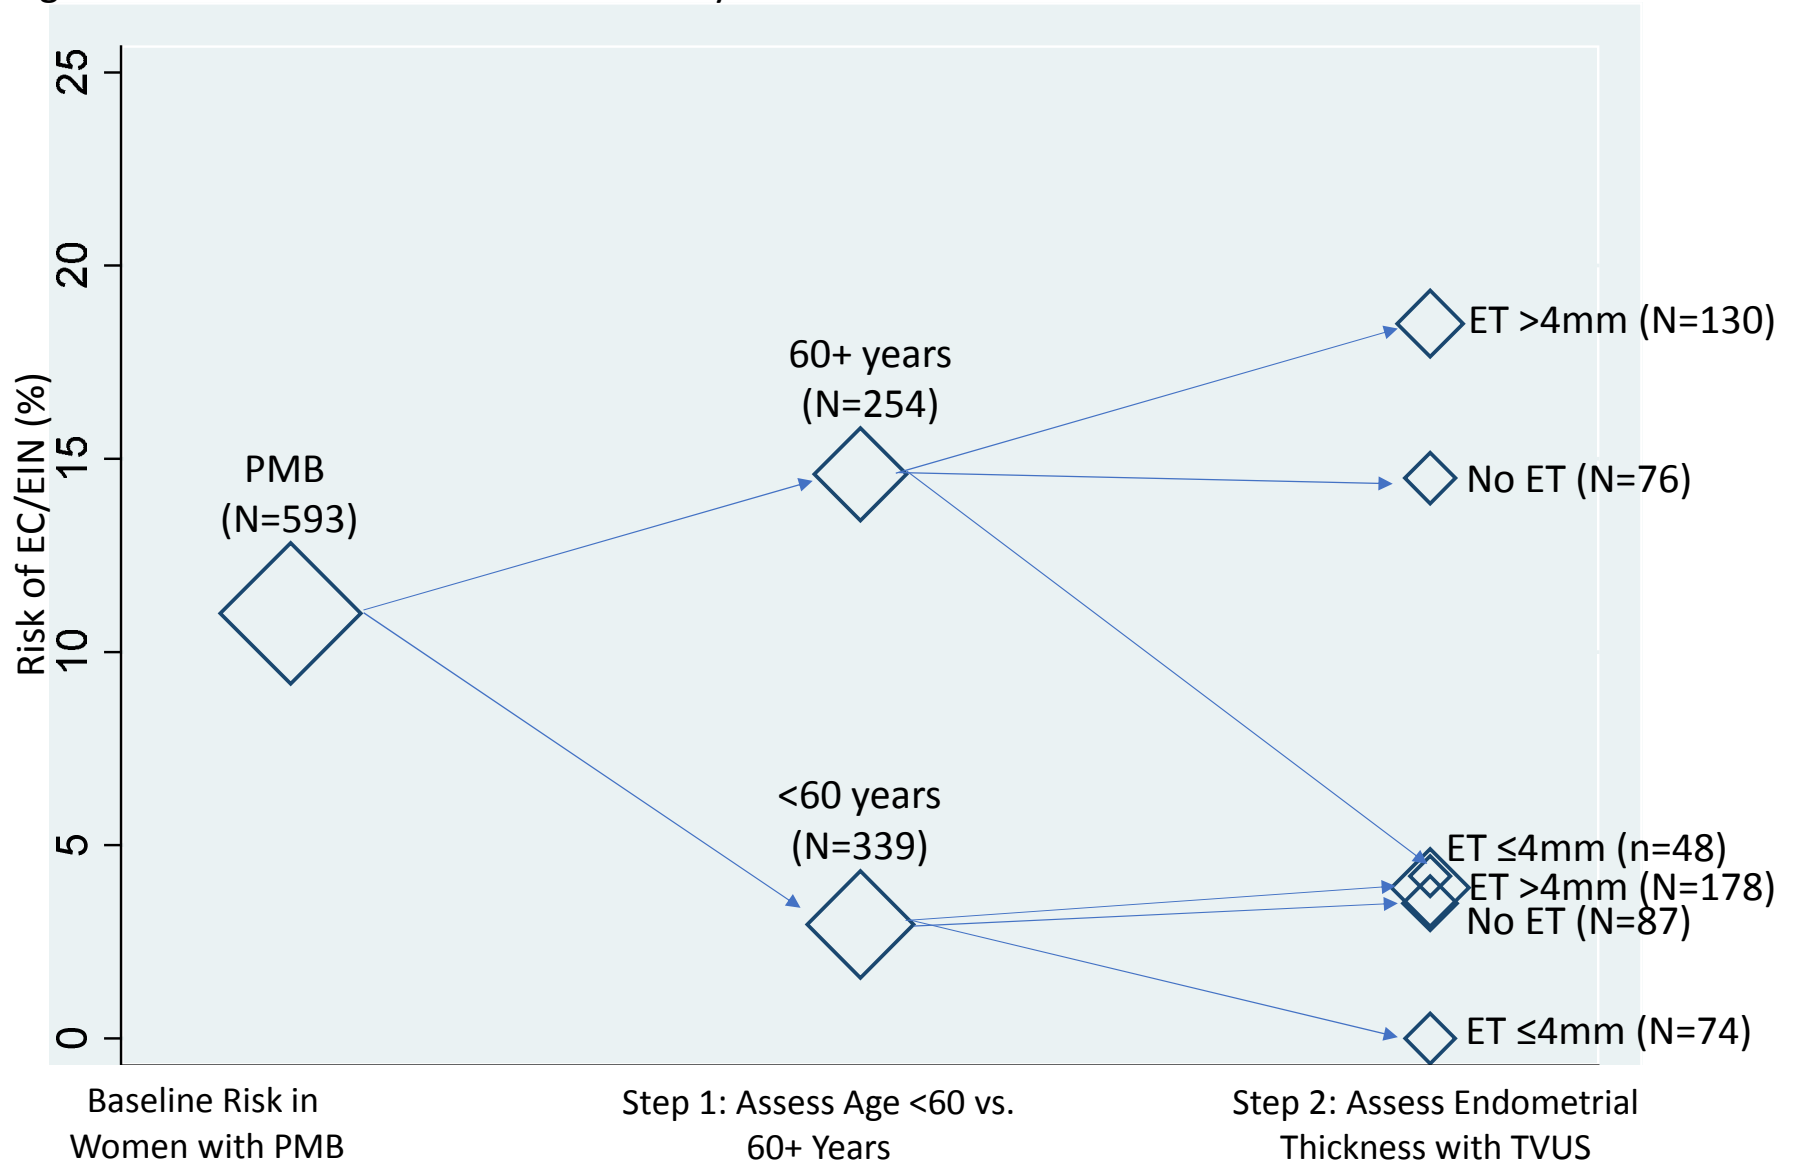 25
20
15
10
5
0
Risk of EC/EIN (%)
PMB
(N=593)
60+ years
(N=254)
<60 years
(N=339)
ET >4mm (N=130)
No ET (N=76)
ET ≤4mm (n=48)
ET >4mm (N=178)
No ET (N=87)
ET ≤4mm (N=74)
Baseline Risk in
Women with PMB
Step 1: Assess Age <60 vs.
60+ Years
Step 2: Assess Endometrial
Thickness with TVUS